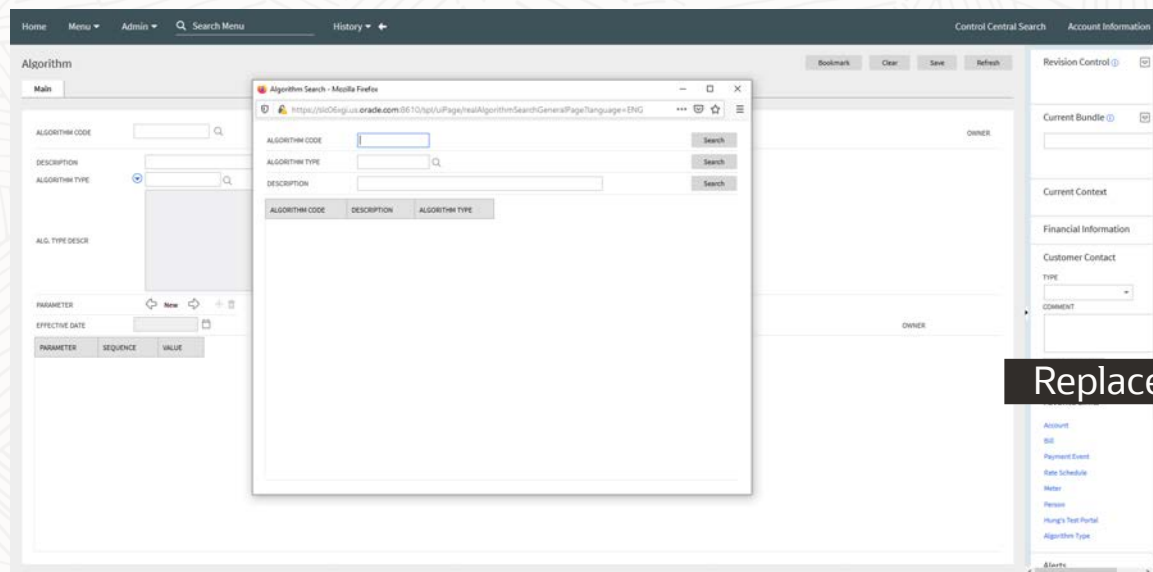 Home Menu Admin Search Menu History Control Central Search Account Information
Algorithm
Bookmark Clear Save Refresh
Main
ALGORITHM CODE
OWNER
DESCRIPTION
ALGORITHM TYPE
ALG. TYPE DESCR
PARAMETER New
EFFECTIVE DATE
OWNER
PARAMETER SEQUENCE VALUE
Algorithm Search - Mozilla Firefox
ALGORITHM CODE Search
ALGORITHM TYPE Search
DESCRIPTION Search
ALGORITHM CODE DESCRIPTION ALGORITHM TYPE
Revision Control
Current Bundle
Current Context
Financial Information
Customer Contact
TYPE
COMMENT
Replace
Account
Bill
Payment Event
Rate Schedule
Meter
Person
Hung's Test Portal
Algorithm Type
Alerts